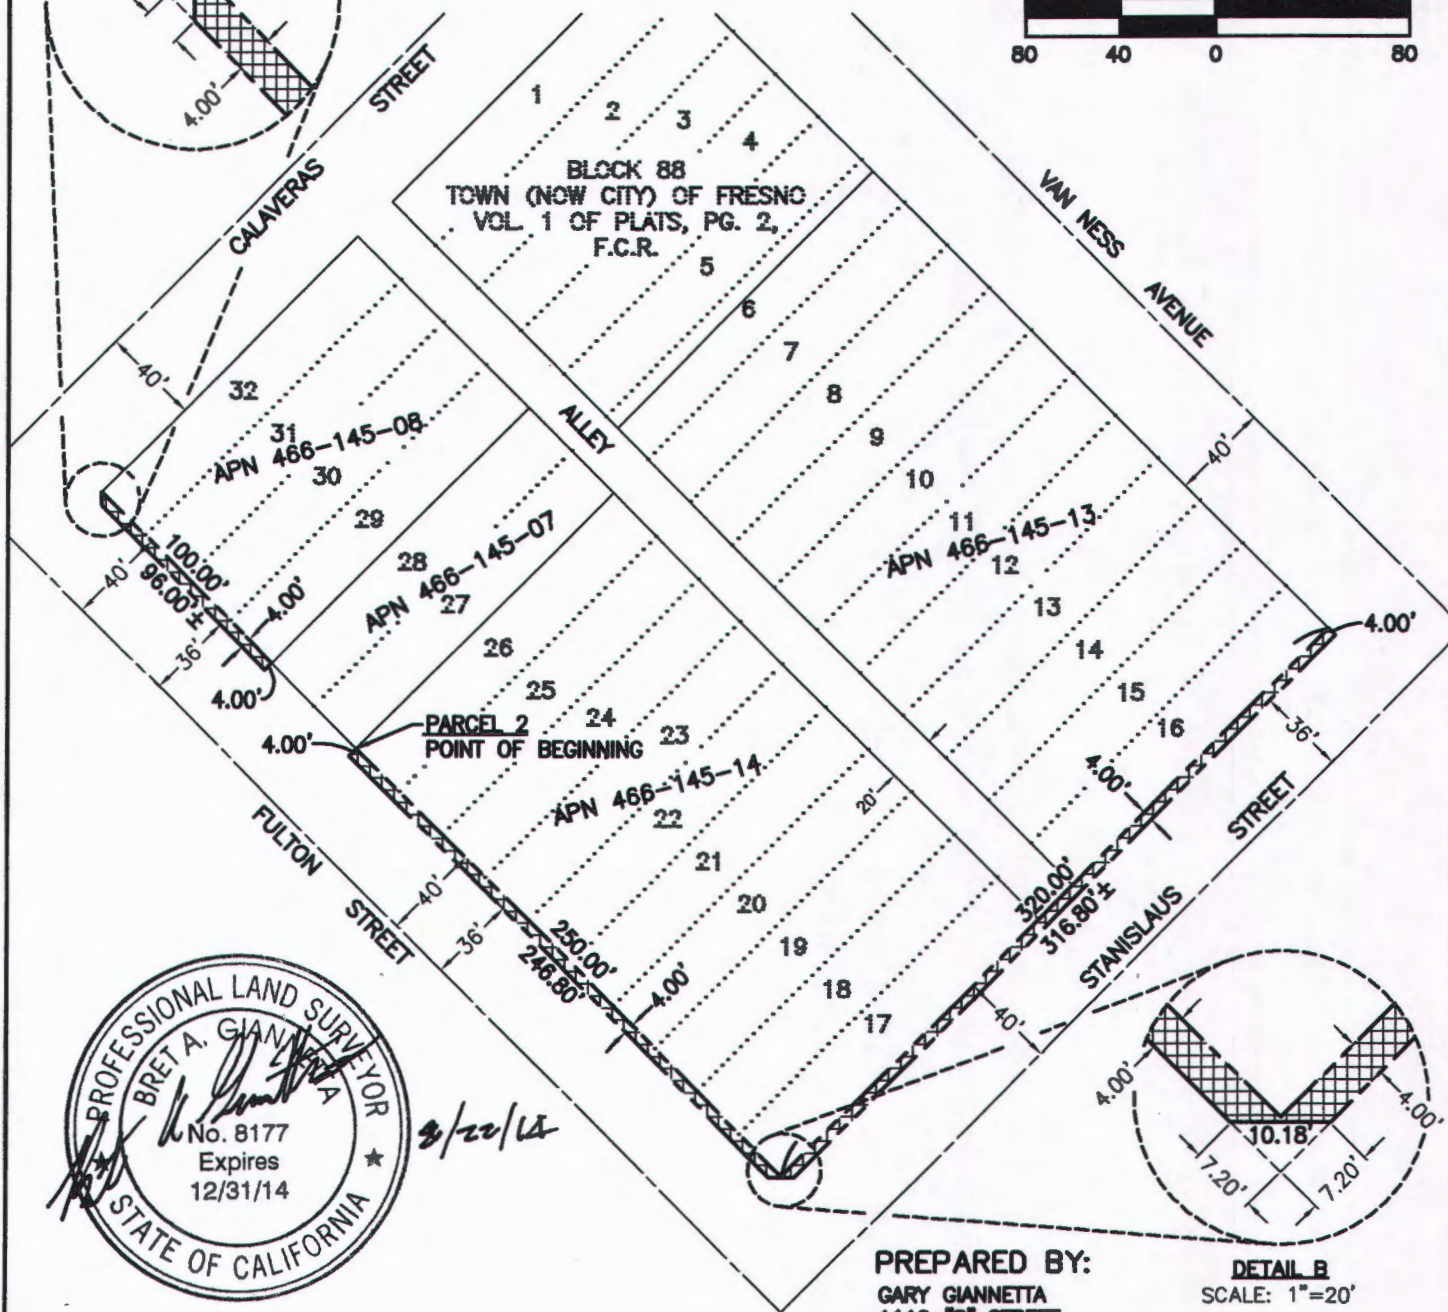 80 40 0 80
4.00'
CALAVERAS STREET
VAN NESS AVENUE
1
2
3
4
BLOCK 88
TOWN (NOW CITY) OF FRESNO
VOL. 1 OF PLATS, PG. 2,
F.C.R.
5
6
7
8
9
10
11
APN 466-145-13
12
13
14
15
16
40'
4.00'
36'
4.00'
ALLEY
40'
32
31
APN 466-145-08
30
29
28
APN 466-145-07
27
26
25
24
23
APN 466-145-14
22
21
20
19
18
17
20'
100.00'
96.00'±
4.00'
40'
36'
4.00'
4.00'
PARCEL 2
POINT OF BEGINNING
FULTON STREET
40'
36'
250.00'
246.80'
4.00'
320.00'
316.80'±
STANISLAUS STREET
40'
4.00'
4.00'
10.18'
7.20'
7.20'
DETAIL B
SCALE: 1"=20'
PROFESSIONAL LAND SURVEYOR
BRET A. GIANNETTA
No. 8177
Expires
12/31/14
STATE OF CALIFORNIA
PREPARED BY:
GARY GIANNETTA